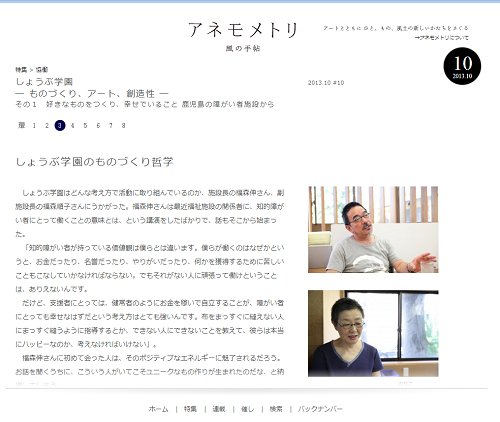 アネモメトリ
風の手帖
アートとともにひと、もの、風土の新しいかたちをさぐる
→アネモメトリについて
10
2013.10
特集 > 協働
しょうぶ学園
― ものづくり、アート、創造性 ―
その1 好きなものをつくり、幸せでいること 鹿児島の障がい者施設から
2013.10 #10
1 2 3 4 5 6 7 8
しょうぶ学園のものづくり哲学
しょうぶ学園はどんな考え方で活動に取り組んでいるのか、施設長の福森伸さん、副
施設長の福森順子さんにうかがった。福森伸さんは最近福祉施設の関係者に、知的障が
い者にとって働くことの意味とは、という講演をしたばかりで、話もそこから始まっ
た。
「知的障がい者が持っている価値観は僕らとは違います。僕らが働くのはなぜかとい
うと、お金だったり、名誉だったり、やりがいだったり、何かを獲得するために苦しい
こともこなしていかなければならない。でもそれがない人に頑張って働けということ
は、ありえないんです。
だけど、支援者にとっては、健常者のようにお金を稼いで自立することが、障がい者
にとっても幸せなはずだという考え方はとても強いんです。布をまっすぐに縫えない人
にまっすぐ縫うように指導するとか、できない人にできないことを教えて、彼らは本当
にハッピーなのか、考えなければいけない」。
福森伸さんに初めて会った人は、そのポジティブなエネルギーに魅了されるだろう。
お話を聞くうちに、こういう人がいてこそユニークなもの作りが生まれたのだな、と納
ホーム | 特集 | 連載 | 催し | 検索 | バックナンバー